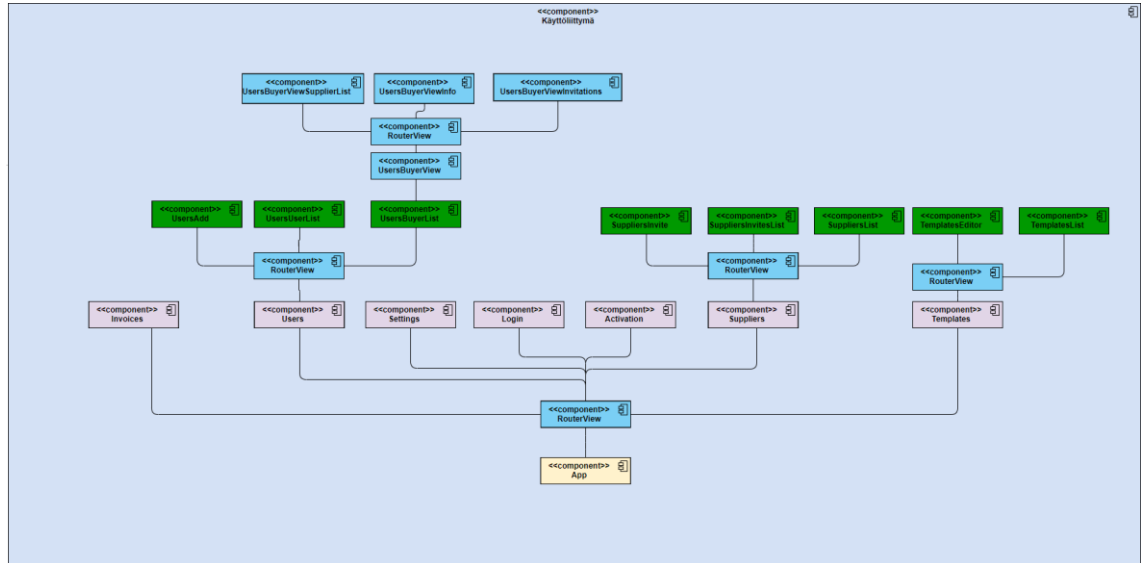 <<component>>
Käyttöliittymä
<<component>>
UsersBuyerViewSupplierList
<<component>>
UsersBuyerViewInfo
<<component>>
UsersBuyerViewInvitations
<<component>>
RouterView
<<component>>
UsersBuyerView
<<component>>
UsersAdd
<<component>>
UsersUserList
<<component>>
UsersBuyerList
<<component>>
SuppliersInvite
<<component>>
SuppliersInvitesList
<<component>>
SuppliersList
<<component>>
TemplatesEditor
<<component>>
TemplatesList
<<component>>
RouterView
<<component>>
RouterView
<<component>>
RouterView
<<component>>
Invoices
<<component>>
Users
<<component>>
Settings
<<component>>
Login
<<component>>
Activation
<<component>>
Suppliers
<<component>>
Templates
<<component>>
RouterView
<<component>>
App